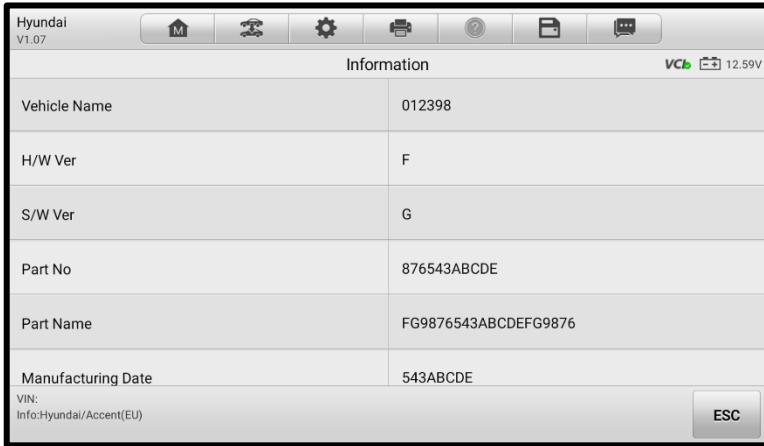 Hyundai
V1.07
M
?
Information
VCI 12.59V
Vehicle Name 012398
H/W Ver F
S/W Ver G
Part No 876543ABCDE
Part Name FG9876543ABCDEFG9876
Manufacturing Date 543ABCDE
VIN:
Info:Hyundai/Accent(EU)
ESC